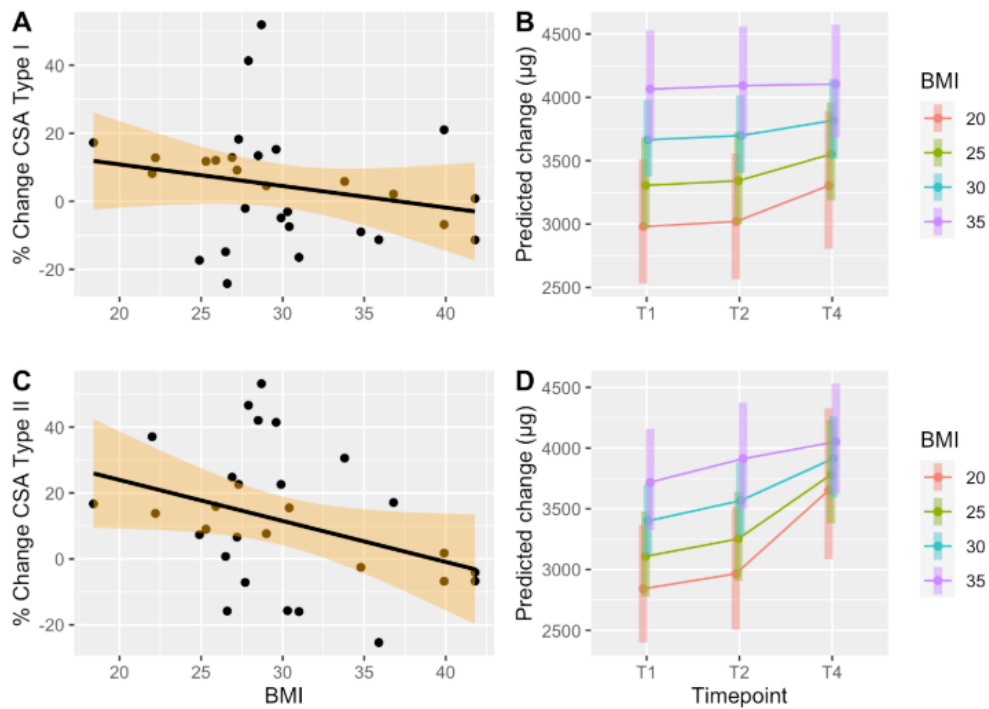 A
% Change CSA Type I
40
20
0
-20
20
25
30
35
40
B
Predicted change (µg)
4500
4000
3500
3000
2500
T1
T2
T4
BMI
20
25
30
35
C
% Change CSA Type II
40
20
0
-20
20
25
30
35
40
BMI
D
Predicted change (µg)
4500
4000
3500
3000
2500
T1
T2
T4
Timepoint
BMI
20
25
30
35